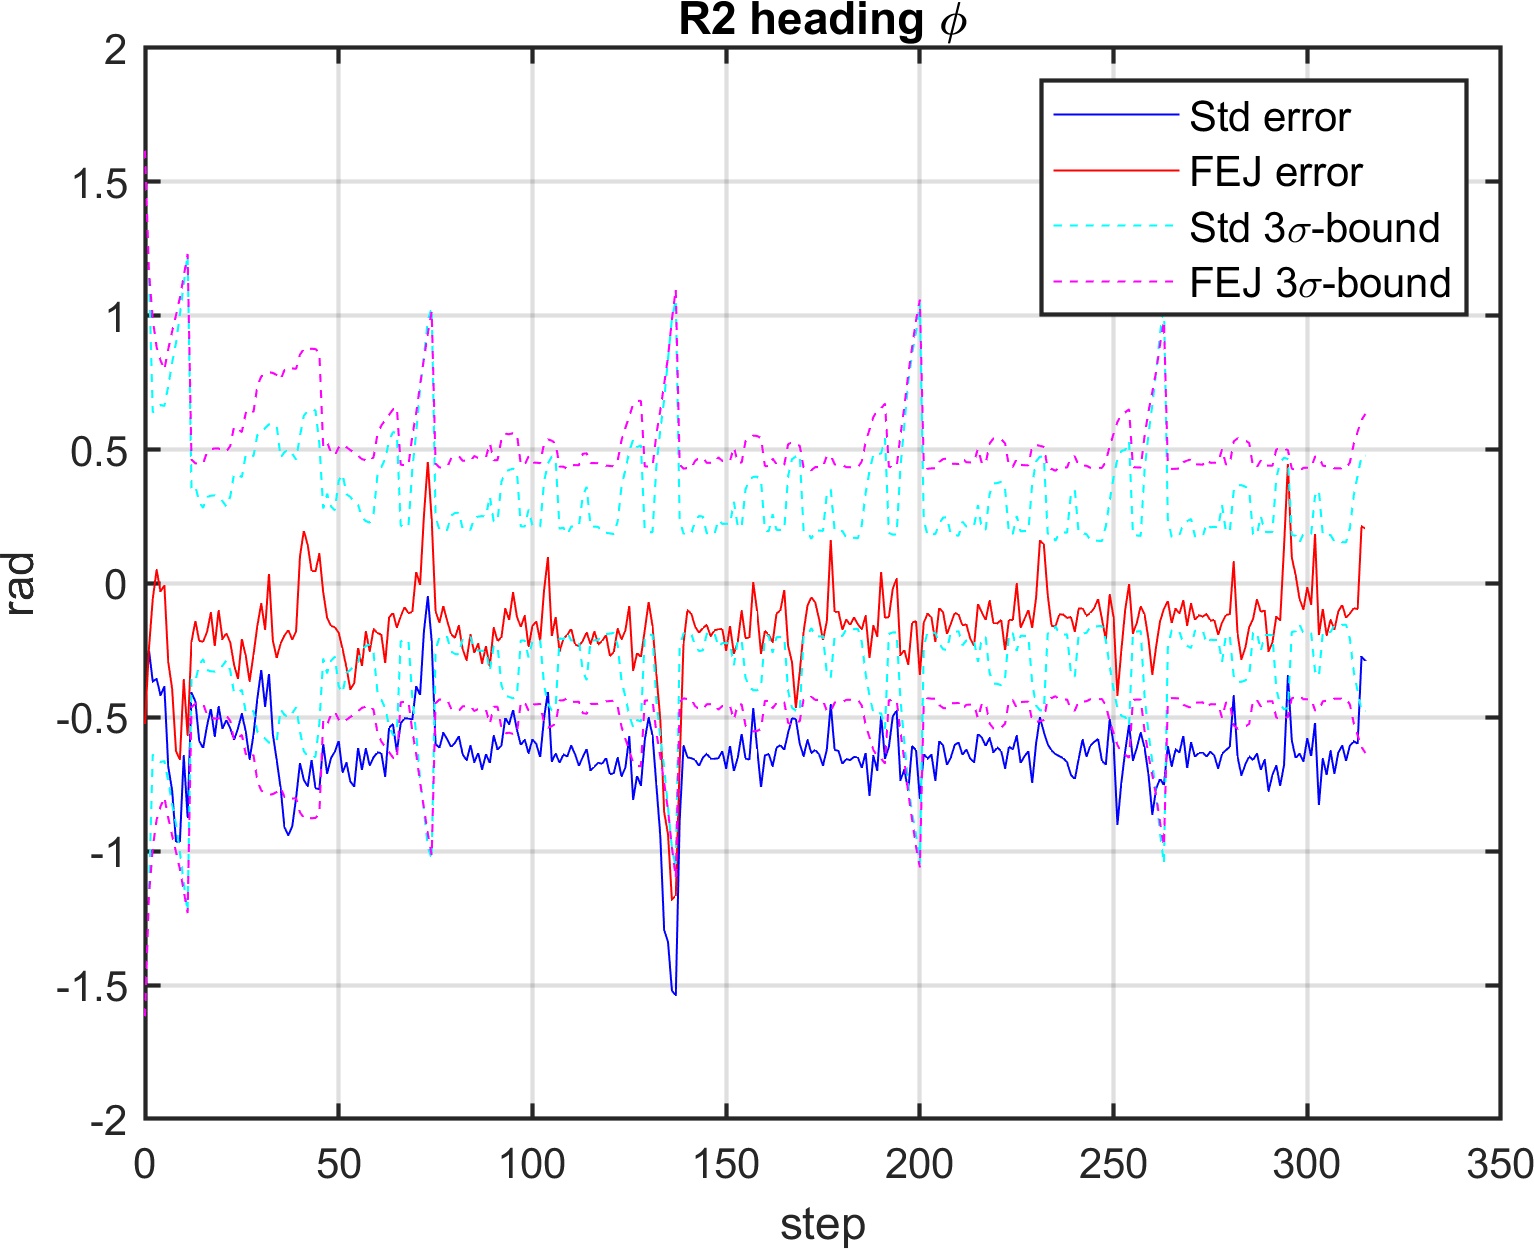 R2 heading ϕ
2
1.5
1
0.5
0
-0.5
-1
-1.5
-2
rad
Std error
FEJ error
Std 3σ-bound
FEJ 3σ-bound
0 50 100 150 200 250 300 350
step